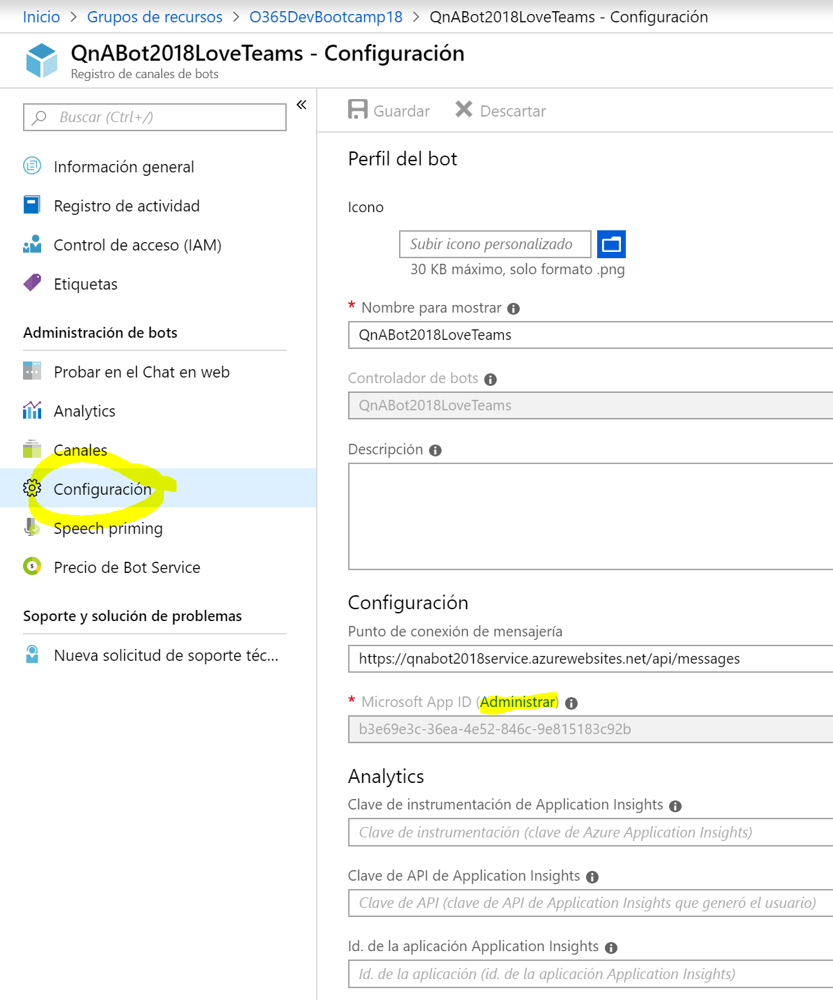 Inicio > Grupos de recursos > O365DevBootcamp18 > QnABot2018LoveTeams - Configuración
QnABot2018LoveTeams - Configuración
Registro de canales de bots
Buscar (Ctrl+/)
«
Información general
Registro de actividad
Control de acceso (IAM)
Etiquetas
Administración de bots
Probar en el Chat en web
Analytics
Canales
Configuración
Speech priming
Precio de Bot Service
Soporte y solución de problemas
Nueva solicitud de soporte téc...
Guardar
Descartar
Perfil del bot
Icono
Subir icono personalizado
30 KB máximo, solo formato .png
* Nombre para mostrar
QnABot2018LoveTeams
Controlador de bots
QnABot2018LoveTeams
Descripción
Configuración
Punto de conexión de mensajería
https://qnabot2018service.azurewebsites.net/api/messages
* Microsoft App ID (Administrar)
b3e69e3c-36ea-4e52-846c-9e815183c92b
Analytics
Clave de instrumentación de Application Insights
Clave de instrumentación (clave de Azure Application Insights)
Clave de API de Application Insights
Clave de API (clave de API de Application Insights que generó el usuario)
Id. de la aplicación Application Insights
Id. de la aplicación (id. de la aplicación Application Insights)